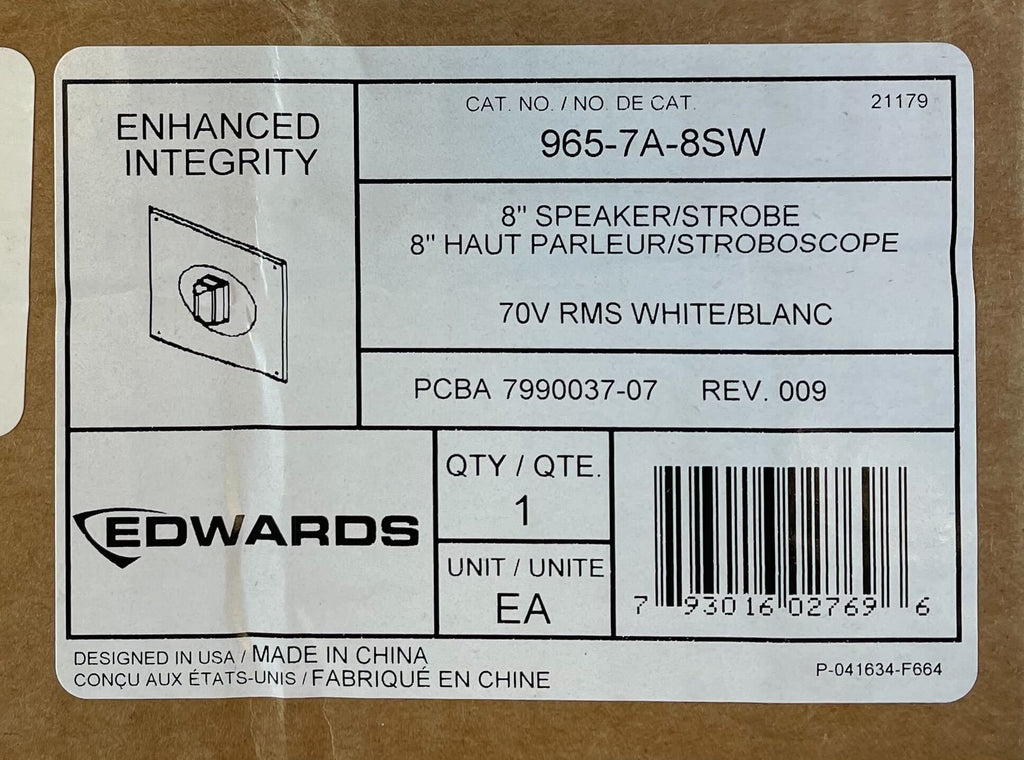 ENHANCED
INTEGRITY
CAT. NO. / NO. DE CAT.
21179
965-7A-8SW
8" SPEAKER/STROBE
8" HAUT PARLEUR/STROBOSCOPE
70V RMS WHITE/BLANC
PCBA 7990037-07 REV. 009
EDWARDS
QTY / QTE.
1
UNIT / UNITE
EA
7 93016 02769 6
DESIGNED IN USA / MADE IN CHINA
CONÇU AUX ÉTATS-UNIS / FABRIQUÉ EN CHINE
P-041634-F664